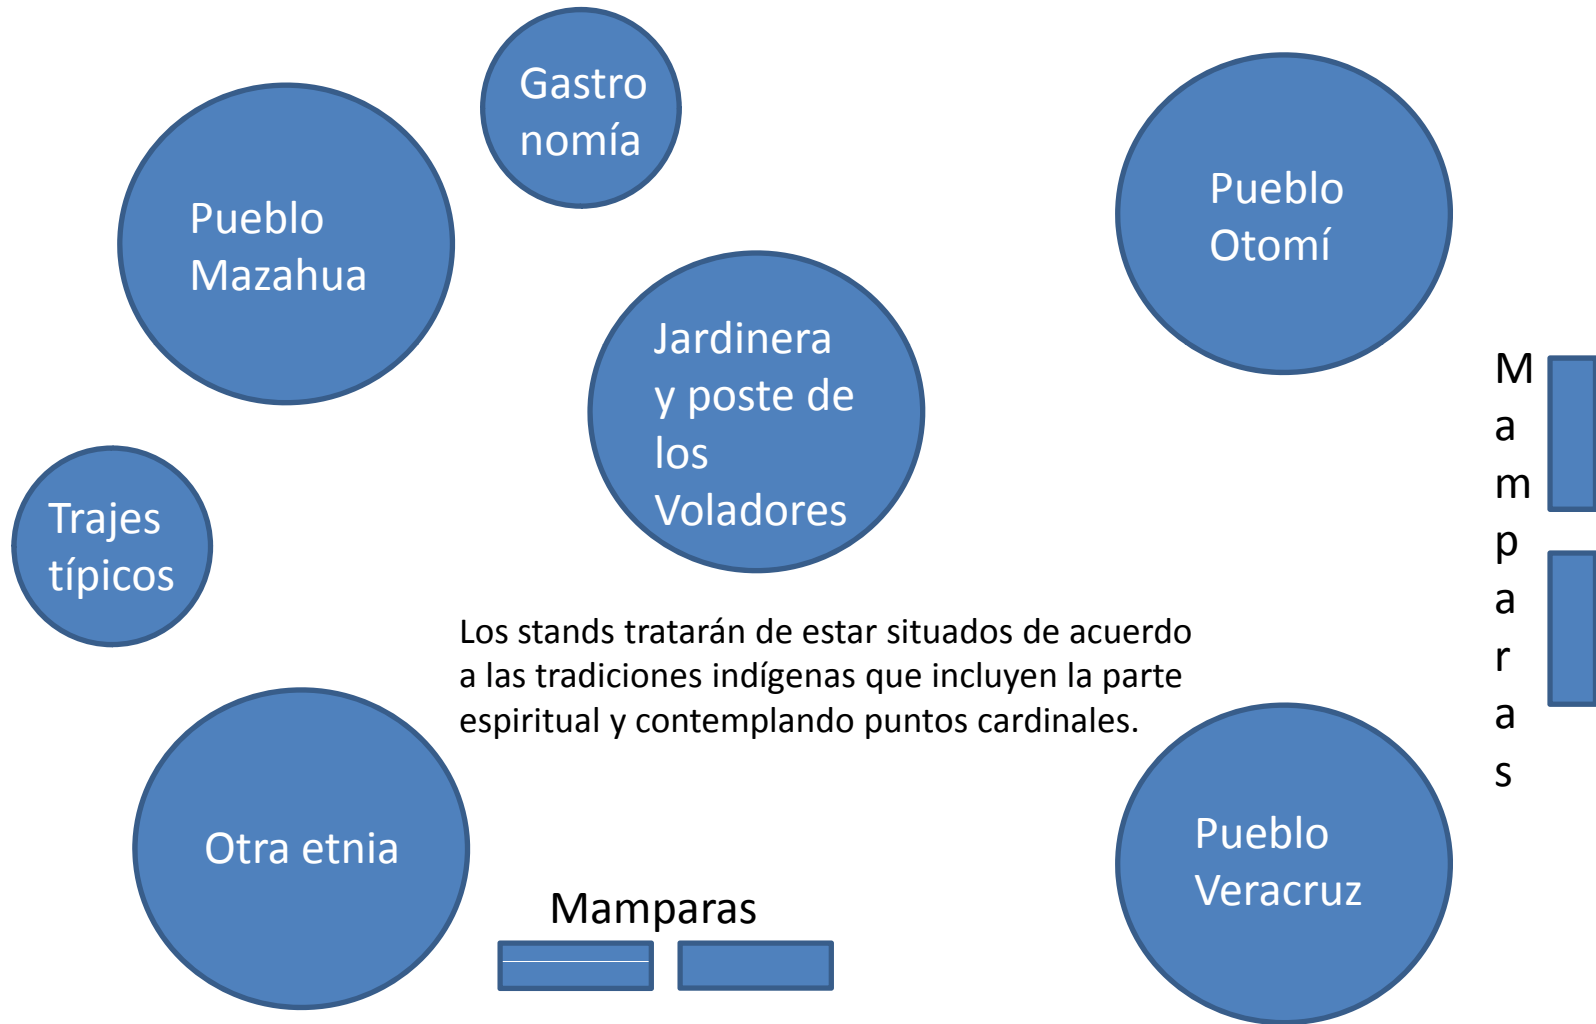 Gastro
nomía
Pueblo
Mazahua
Pueblo
Otomí
Jardinera
y poste de
los
Voladores
M
a
m
p
a
r
a
s
Trajes
típicos
Los stands tratarán de estar situados de acuerdo
a las tradiciones indígenas que incluyen la parte
espiritual y contemplando puntos cardinales.
Otra etnia
Pueblo
Veracruz
Mamparas